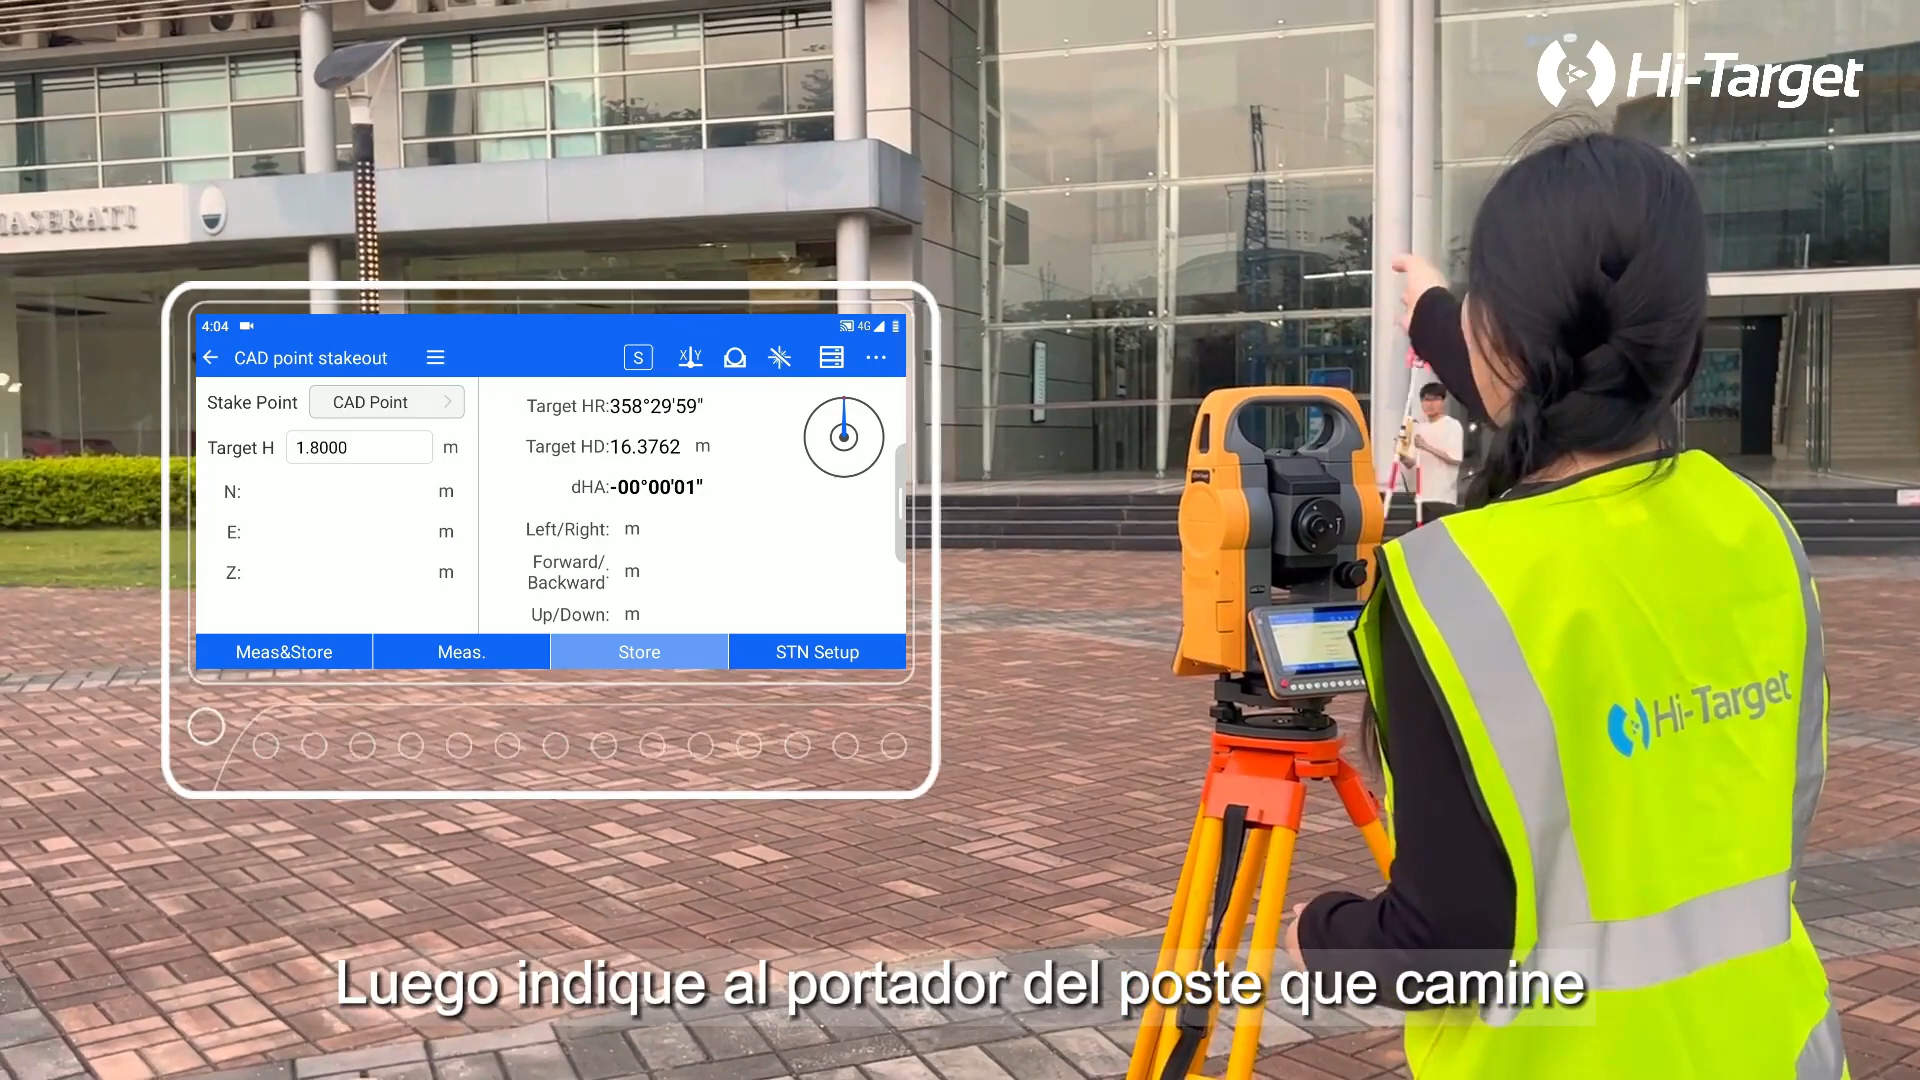 Hi-Target
MASERATI
4:04 4G
CAD point stakeout S XY
Stake Point CAD Point
Target H 1.8000 m
N: m
E: m
Z: m
Target HR:358°29'59"
Target HD:16.3762 m
dHA:-00°00'01"
Left/Right: m
Forward/
Backward: m
Up/Down: m
Meas&Store Meas. Store STN Setup
Hi-Target
Luego indique al portador del poste que camine